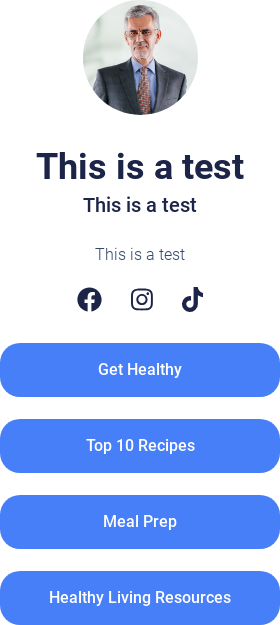 This is a test
This is a test
This is a test
Get Healthy
Top 10 Recipes
Meal Prep
Healthy Living Resources